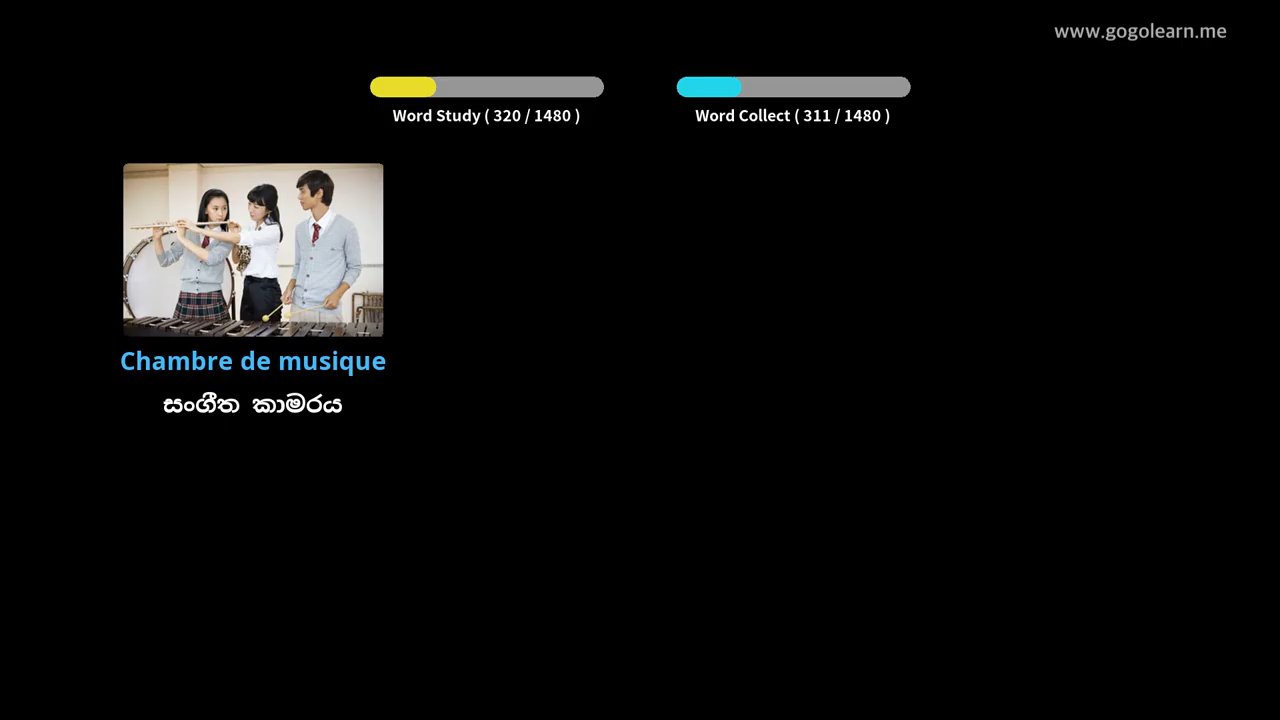 www.gogolearn.me
Word Study ( 320 / 1480 )
Word Collect ( 311 / 1480 )
Chambre de musique
සංගීත කාමරය